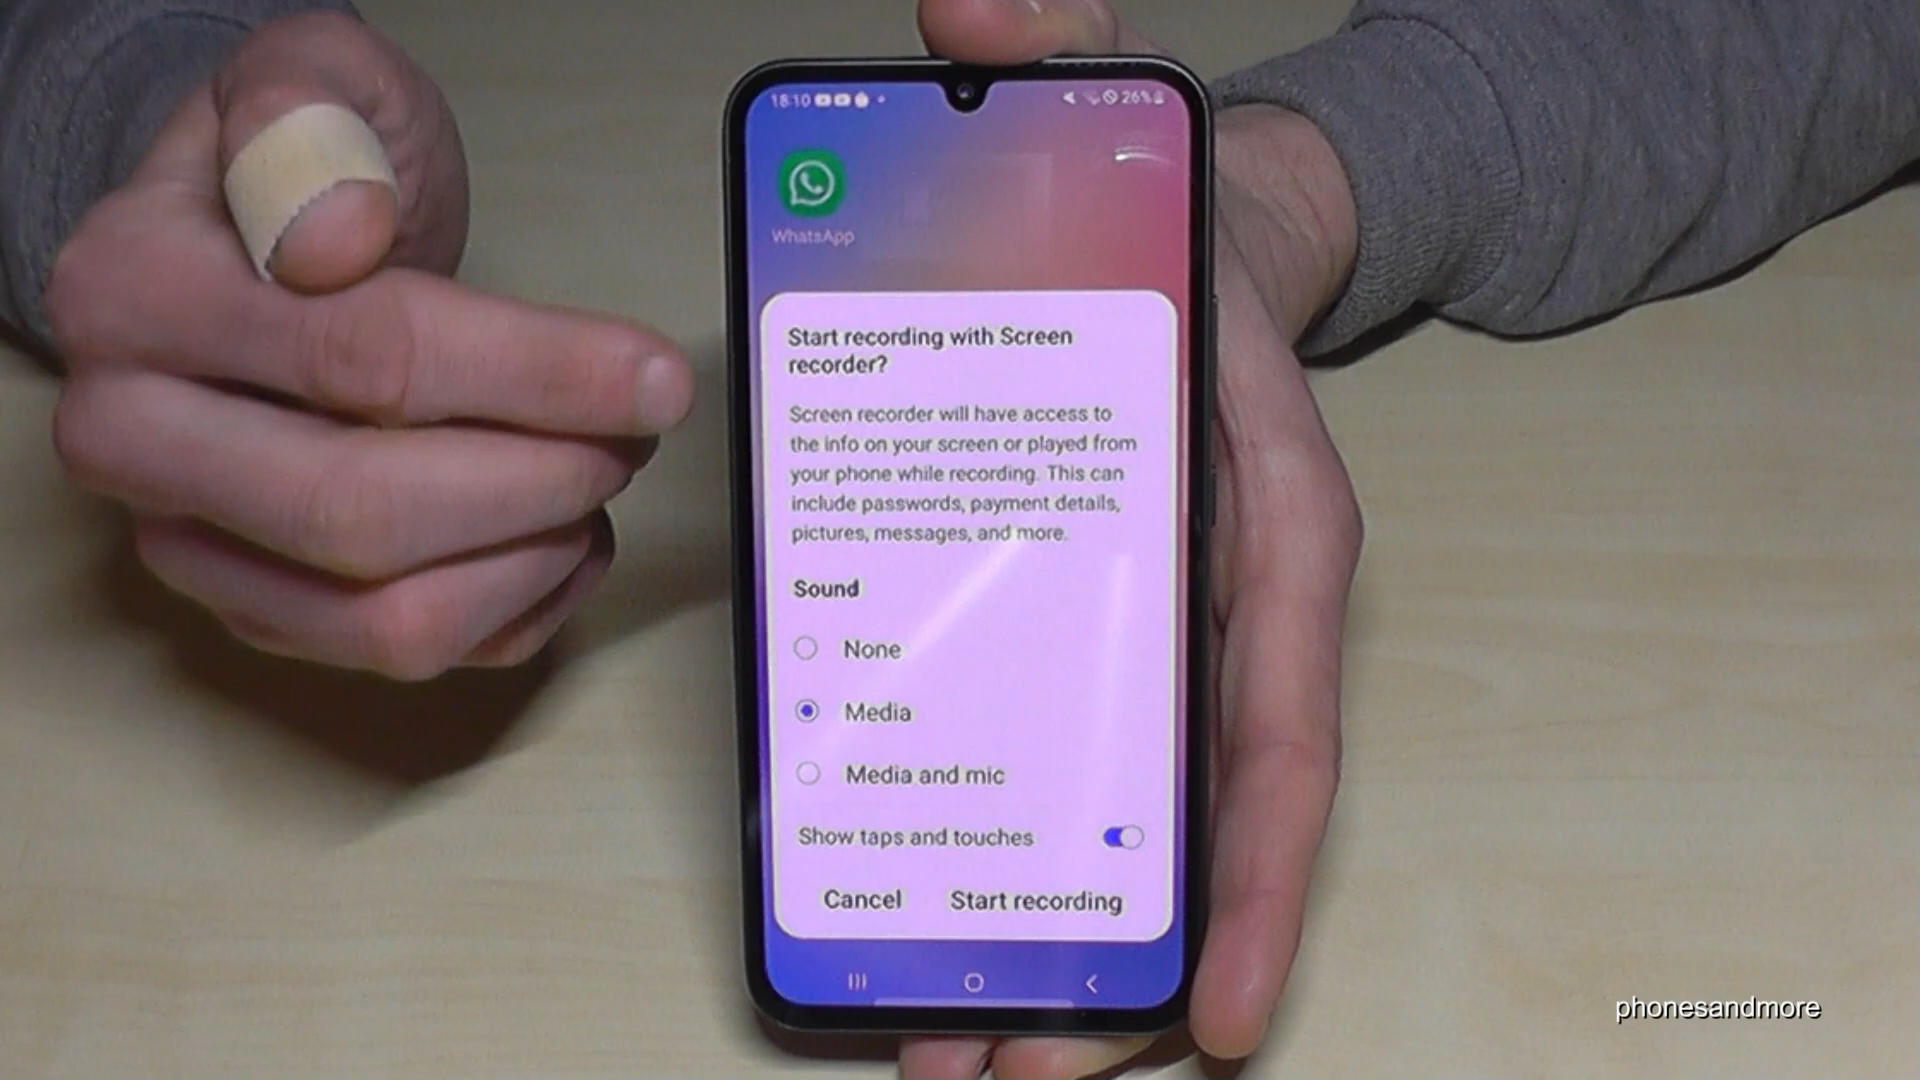 18:10
26%
WhatsApp
Start recording with Screen
recorder?
Screen recorder will have access to
the info on your screen or played from
your phone while recording. This can
include passwords, payment details,
pictures, messages, and more.
Sound
None
Media
Media and mic
Show taps and touches
Cancel Start recording
phonesandmore